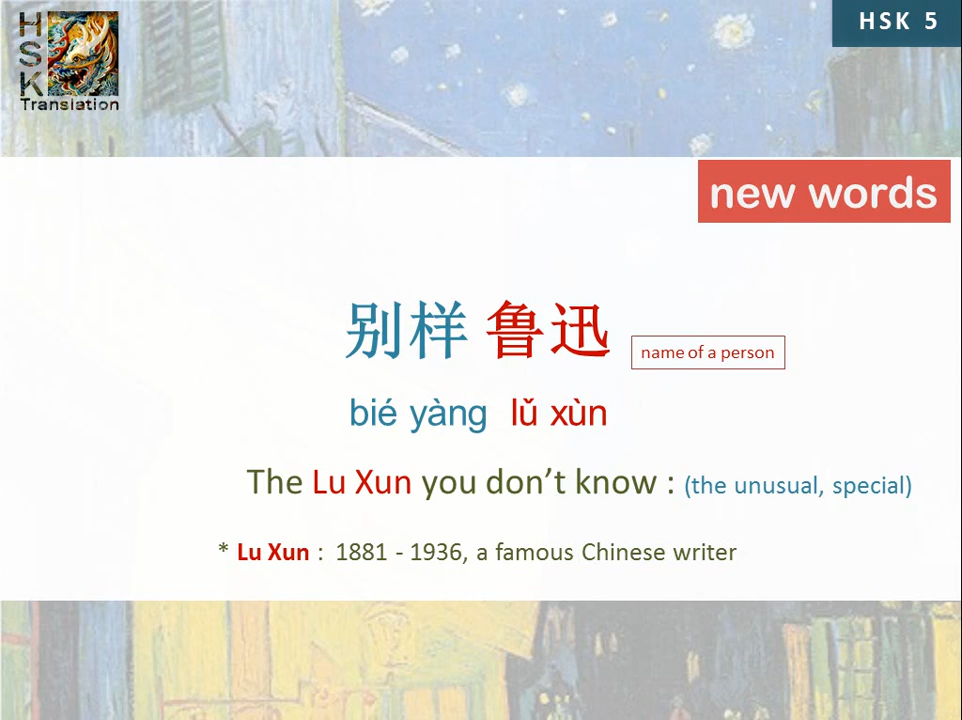 HSK
Translation
HSK 5
new words
别样 鲁迅
name of a person
bié yàng lǔ xùn
The Lu Xun you don’t know : (the unusual, special)
* Lu Xun : 1881 - 1936, a famous Chinese writer